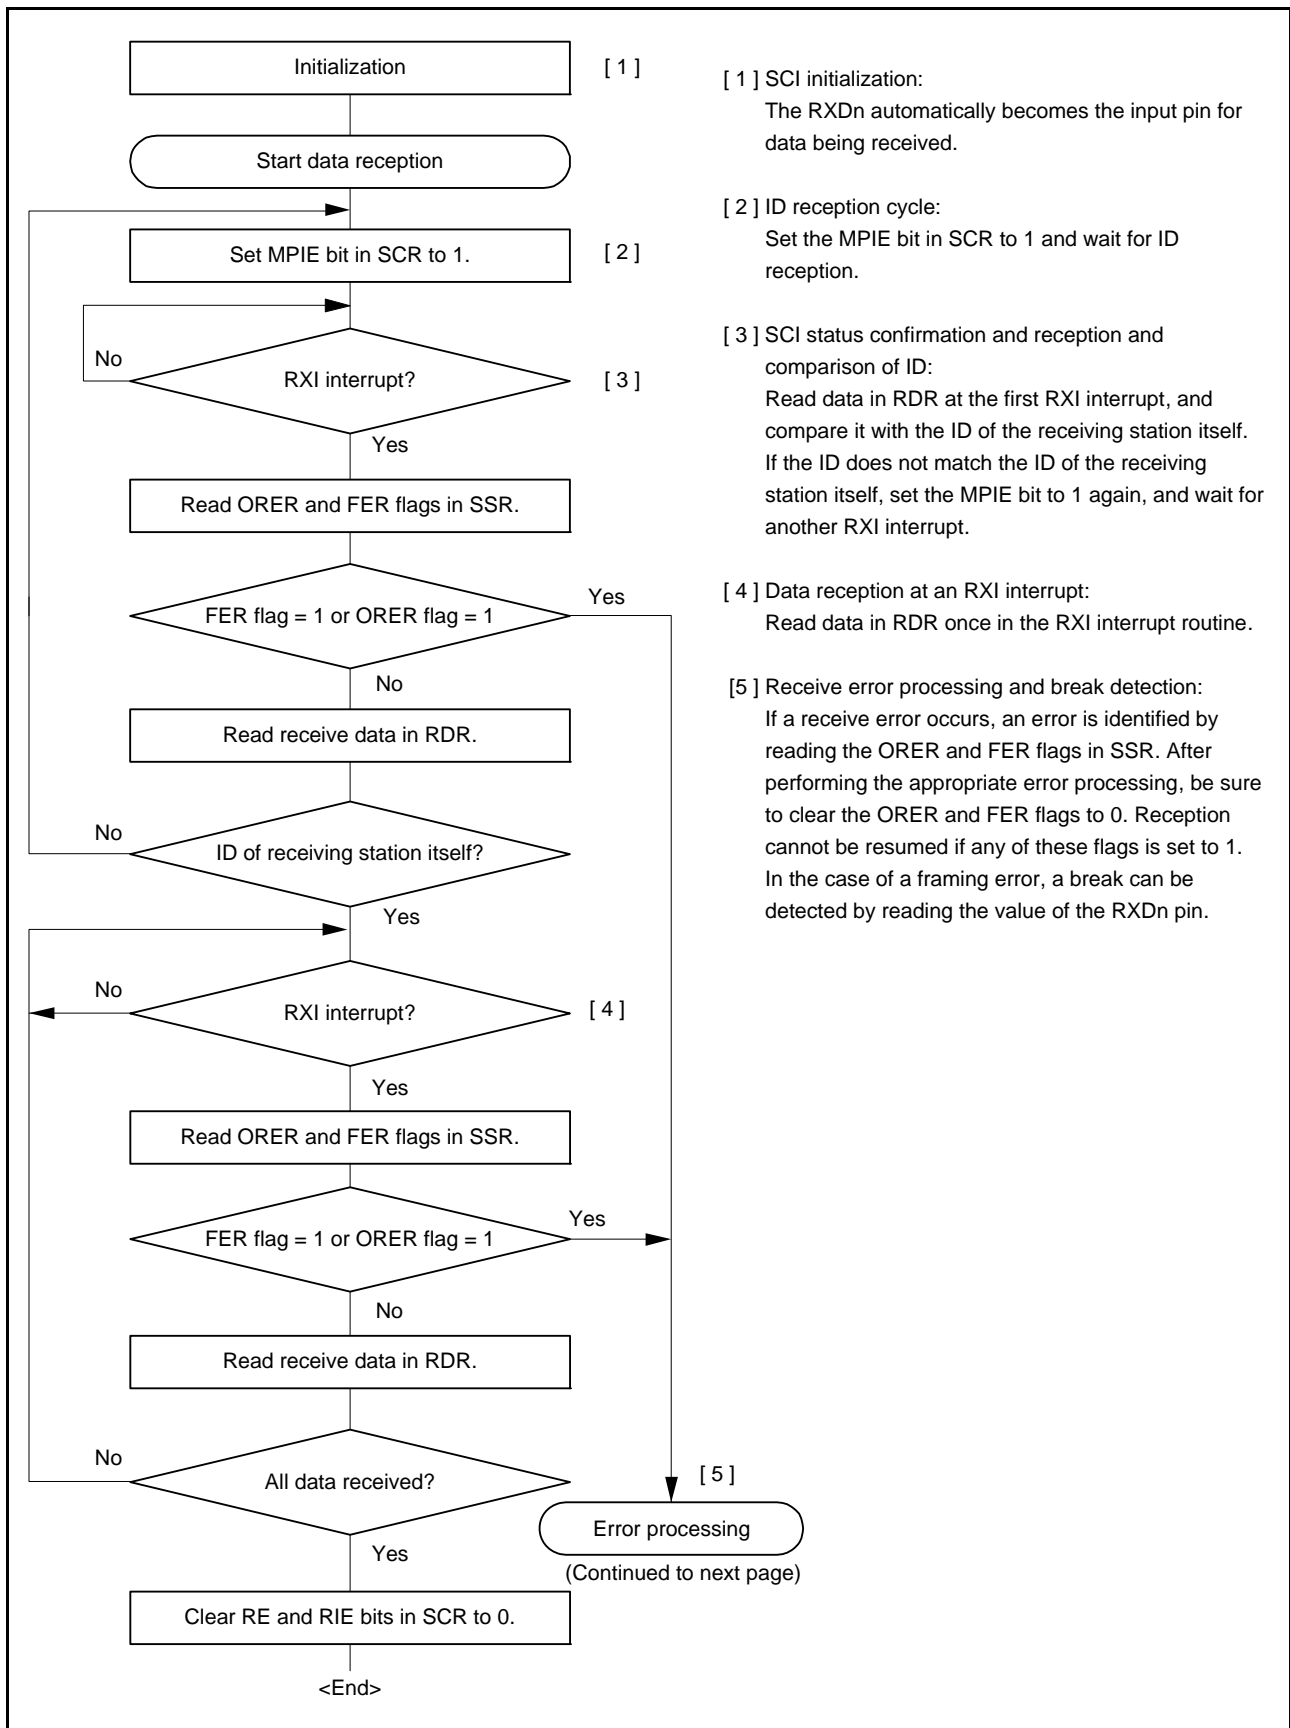 Initialization
[ 1 ]
Start data reception
Set MPIE bit in SCR to 1.
[ 2 ]
No
RXI interrupt?
[ 3 ]
Yes
Read ORER and FER flags in SSR.
FER flag = 1 or ORER flag = 1
Yes
No
Read receive data in RDR.
No
ID of receiving station itself?
Yes
No
RXI interrupt?
[ 4 ]
Yes
Read ORER and FER flags in SSR.
FER flag = 1 or ORER flag = 1
Yes
No
Read receive data in RDR.
No
All data received?
[ 5 ]
Error processing
(Continued to next page)
Yes
Clear RE and RIE bits in SCR to 0.
<End>
[ 1 ] SCI initialization:
The RXDn automatically becomes the input pin for
data being received.
[ 2 ] ID reception cycle:
Set the MPIE bit in SCR to 1 and wait for ID
reception.
[ 3 ] SCI status confirmation and reception and
comparison of ID:
Read data in RDR at the first RXI interrupt, and
compare it with the ID of the receiving station itself.
If the ID does not match the ID of the receiving
station itself, set the MPIE bit to 1 again, and wait for
another RXI interrupt.
[ 4 ] Data reception at an RXI interrupt:
Read data in RDR once in the RXI interrupt routine.
[5 ] Receive error processing and break detection:
If a receive error occurs, an error is identified by
reading the ORER and FER flags in SSR. After
performing the appropriate error processing, be sure
to clear the ORER and FER flags to 0. Reception
cannot be resumed if any of these flags is set to 1.
In the case of a framing error, a break can be
detected by reading the value of the RXDn pin.